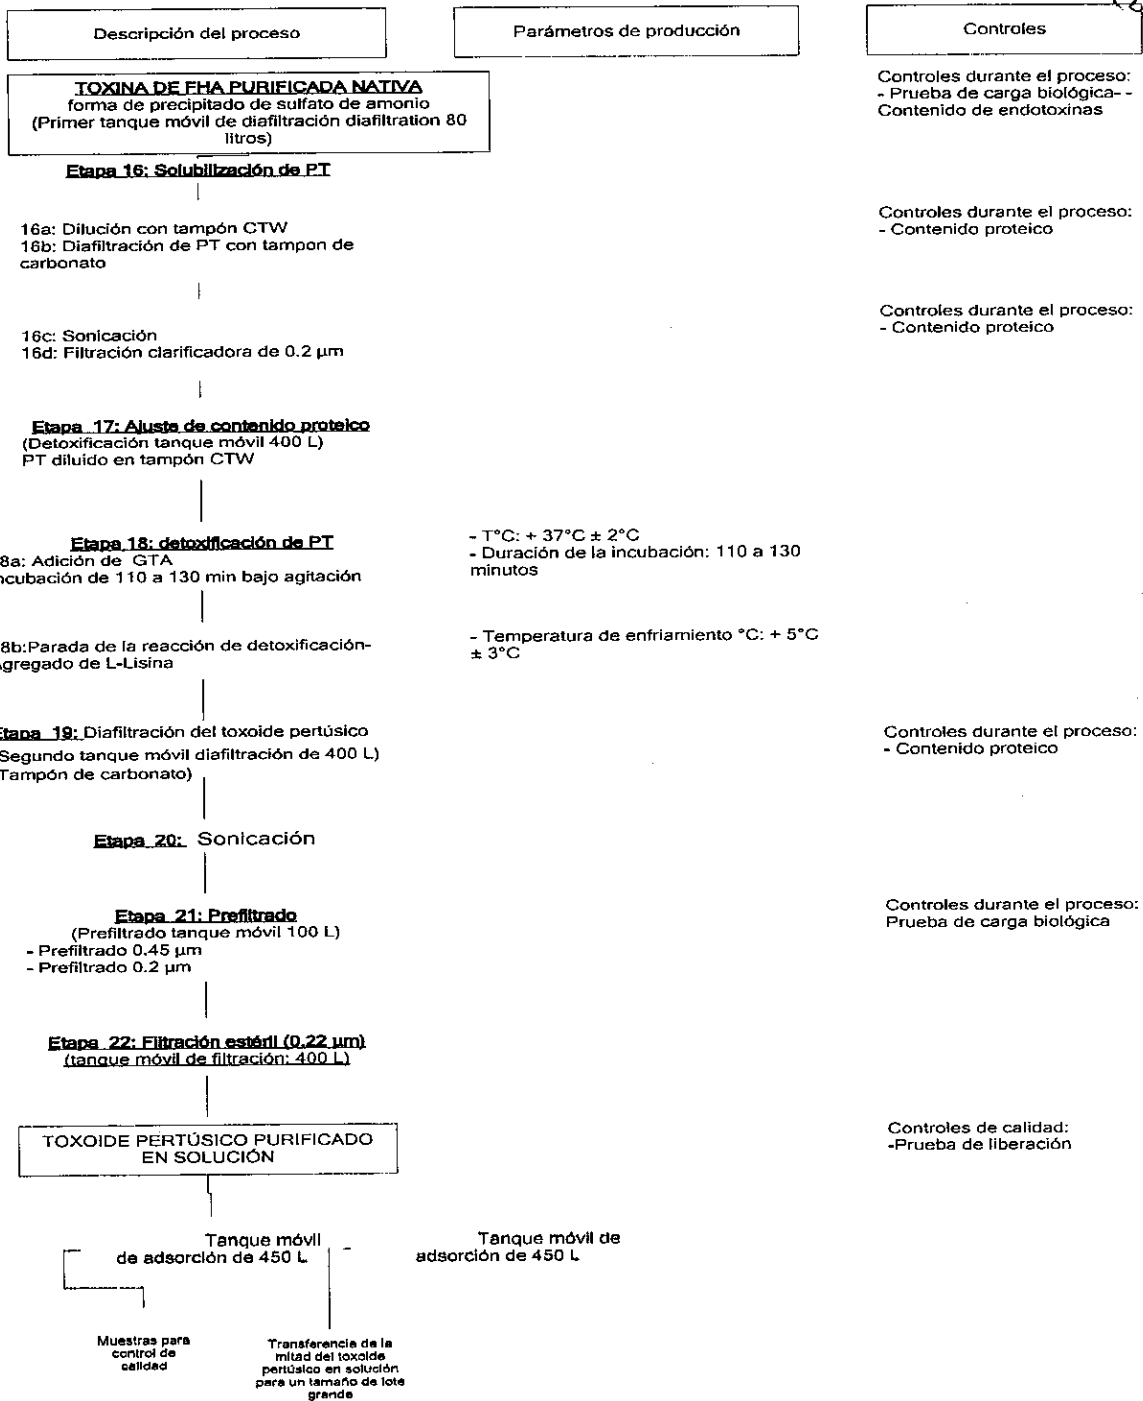 Descripción del proceso
Parámetros de producción
Controles
TOXINA DE FHA PURIFICADA NATIVA
forma de precipitado de sulfato de amonio
(Primer tanque móvil de diafiltración diafiltration 80
litros)
Controles durante el proceso:
- Prueba de carga biológica- -
Contenido de endotoxinas
Etapa 16: Solubilización de PT
16a: Dilución con tampón CTW
16b: Diafiltración de PT con tampon de
carbonato
Controles durante el proceso:
- Contenido proteico
16c: Sonicación
16d: Filtración clarificadora de 0.2 µm
Controles durante el proceso:
- Contenido proteico
Etapa 17: Ajuste de contenido proteico
(Detoxificación tanque móvil 400 L)
PT diluido en tampón CTW
Etapa 18: detoxificación de PT
8a: Adición de GTA
ncubación de 110 a 130 min bajo agitación
- T°C: + 37°C ± 2°C
- Duración de la incubación: 110 a 130
minutos
8b:Parada de la reacción de detoxificación-
Agregado de L-Lisina
- Temperatura de enfriamiento °C: + 5°C
± 3°C
Etapa 19: Diafiltración del toxoide pertúsico
Segundo tanque móvil diafiltración de 400 L)
Tampón de carbonato)
Controles durante el proceso:
- Contenido proteico
Etapa 20: Sonicación
Etapa 21: Prefiltrado
(Prefiltrado tanque móvil 100 L)
- Prefiltrado 0.45 µm
- Prefiltrado 0.2 µm
Controles durante el proceso:
Prueba de carga biológica
Etapa 22: Filtración estéril (0.22 µm)
(tanque móvil de filtración: 400 L)
TOXOIDE PERTÚSICO PURIFICADO
EN SOLUCIÓN
Controles de calidad:
-Prueba de liberación
Tanque móvil
de adsorción de 450 L
Tanque móvil de
adsorción de 450 L
Muestras para
control de
calidad
Transferencia de la
mitad del toxoide
pertúsico en solución
para un tamaño de lote
grande